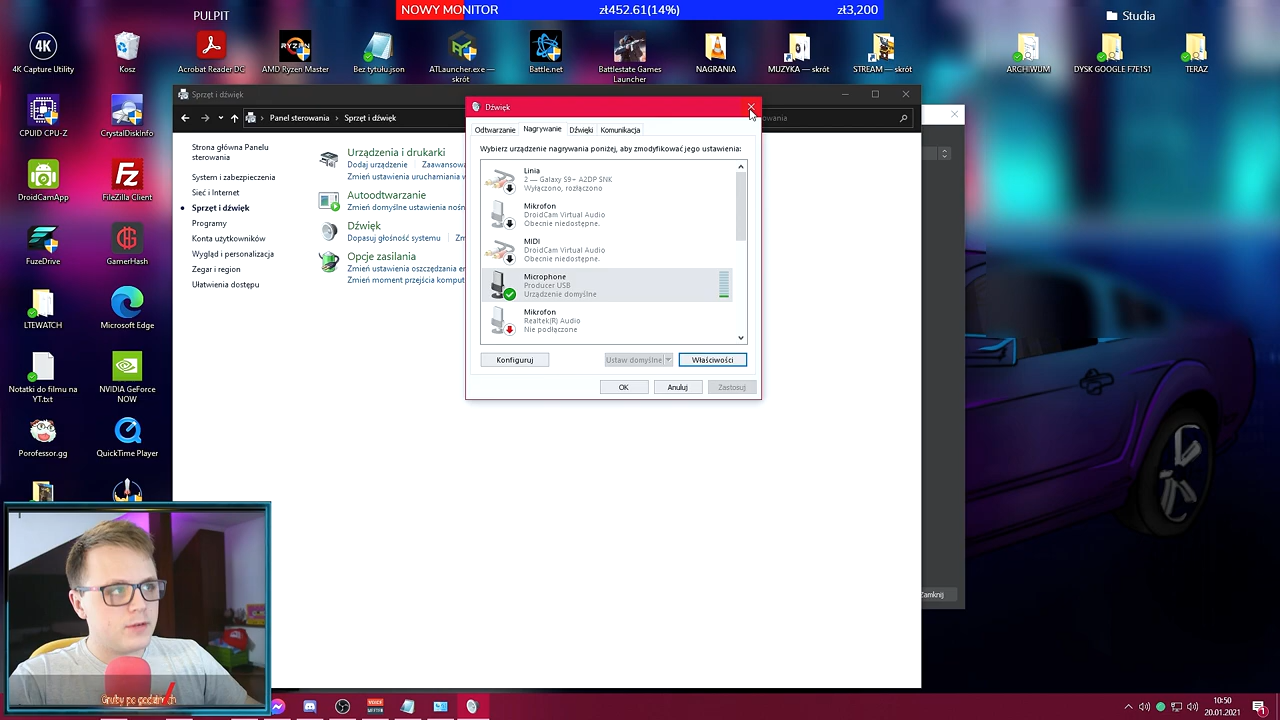 PULPIT
NOWY MONITOR
zł452.61(14%)
zł3,200
Studia
4K
4K Capture Utility
Kosz
Acrobat Reader DC
RYZEN
AMD Ryzen Master
Bez tytułu.json
ATLauncher.exe —
skrót
Battle.net
Battlestate Games
Launcher
NAGRANIA
MUZYKA — skrót
STREAM — skrót
ARCHIWUM
DYSK GOOGLE F7E1S1
TERAZ
CPUID CPU-Z
CrystalDiskInfo
DroidCamApp
FileZilla Client
FuzeDrive
GamerHash
LTEWATCH
Microsoft Edge
Notatki do filmu na
YT.txt
NVIDIA GeForce
NOW
Porofessor.gg
QuickTime Player
Sprzęt i dźwięk
Panel sterowania
Sprzęt i dźwięk
Strona główna Panelu
sterowania
System i zabezpieczenia
Sieć i Internet
Sprzęt i dźwięk
Programy
Konta użytkowników
Wygląd i personalizacja
Zegar i region
Ułatwienia dostępu
Urządzenia i drukarki
Dodaj urządzenie
Zmień ustawienia uruchamiania
Autoodtwarzanie
Zmień domyślne ustawienia
Dźwięk
Dopasuj głośność systemu
Opcje zasilania
Zmień ustawienia oszczędzania
Zmień moment przejścia
Dźwięk
Odtwarzanie
Nagrywanie
Dźwięki
Komunikacja
Wybierz urządzenie nagrywania poniżej, aby zmodyfikować jego ustawienia:
Linia
2 — Galaxy S9+ A2DP SNK
Wyłączono, rozłączono
Mikrofon
DroidCam Virtual Audio
Obecnie niedostępne.
MIDI
DroidCam Virtual Audio
Obecnie niedostępne.
Microphone
Producer USB
Urządzenie domyślne
Mikrofon
Realtek(R) Audio
Nie podłączone
Konfiguruj
Ustaw domyślne
Właściwości
OK
Anuluj
Zastosuj
Zamknij
10:50
20.01.2021